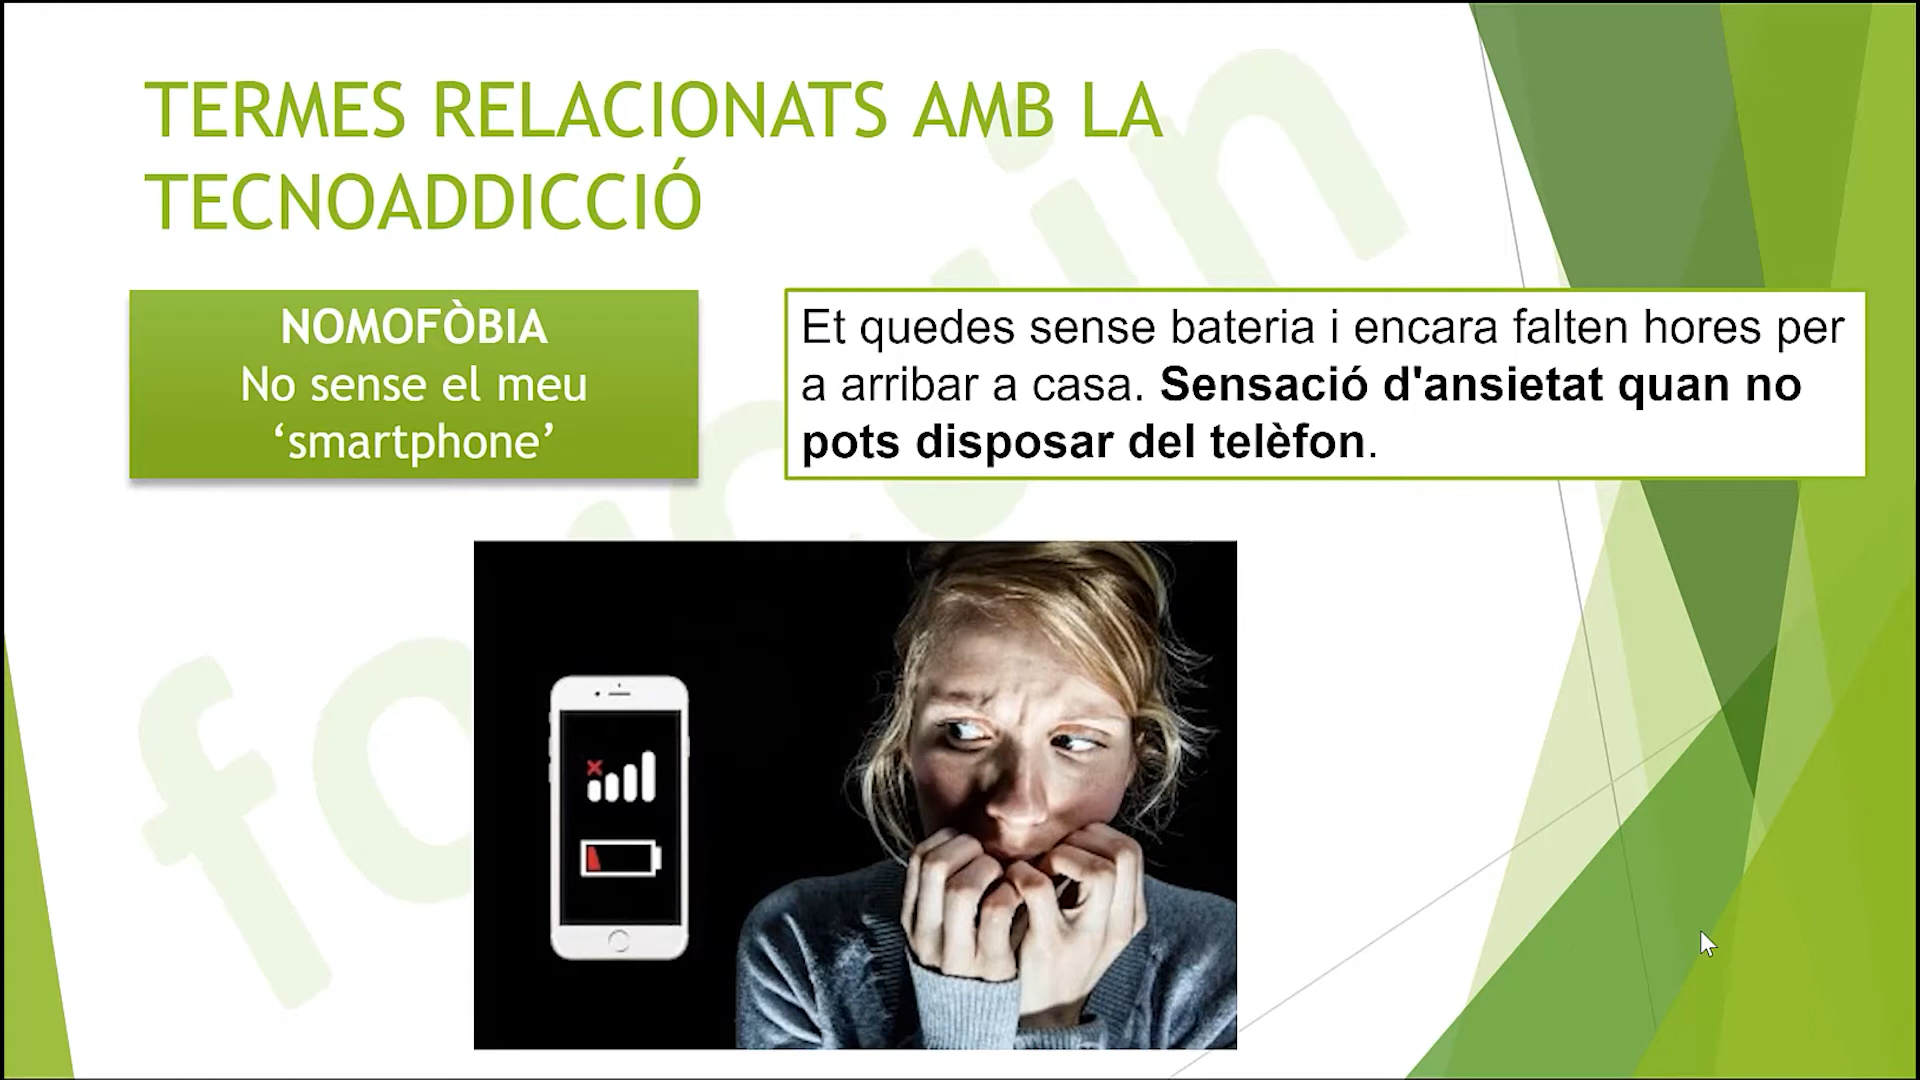 TERMES RELACIONATS AMB LA
TECNOADDICCIÓ
NOMOFÒBIA
No sense el meu
‘smartphone’
Et quedes sense bateria i encara falten hores per
a arribar a casa. Sensació d'ansietat quan no
pots disposar del telèfon.